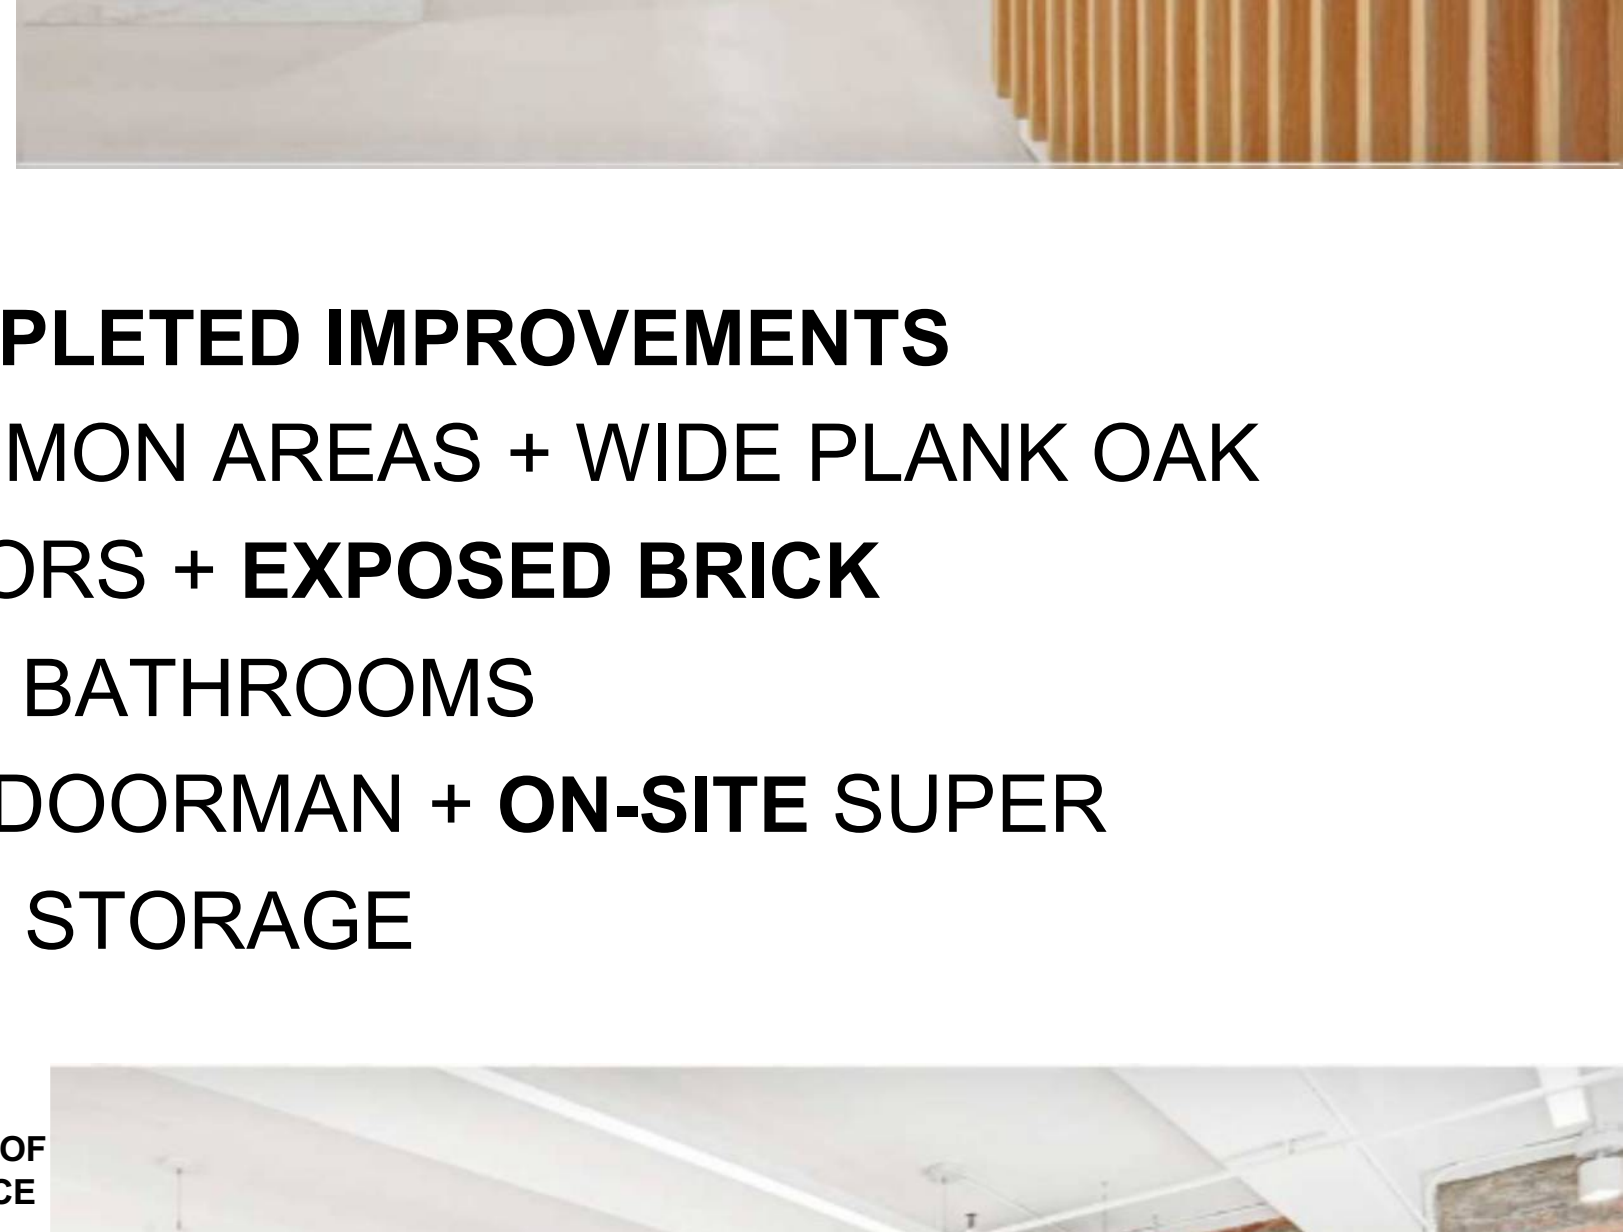 PLETED IMPROVEMENTS
MON AREAS + WIDE PLANK OAK
ORS + EXPOSED BRICK
BATHROOMS
DOORMAN + ON-SITE SUPER
STORAGE
OF
CE